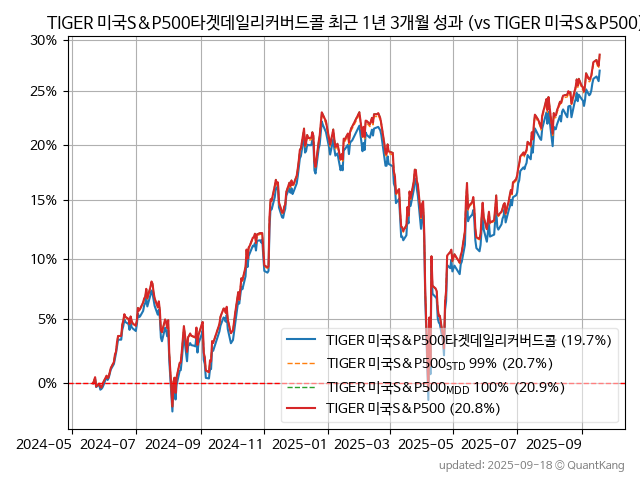 TIGER 미국S&P500타겟데일리커버드콜 최근 1년 3개월 성과 (vs TIGER 미국S&P500)
30%
25%
20%
15%
10%
5%
0%
TIGER 미국S&P500타겟데일리커버드콜 (19.7%)
TIGER 미국S&P500STD 99% (20.7%)
TIGER 미국S&P500MDD 100% (20.9%)
TIGER 미국S&P500 (20.8%)
2024-05 2024-07 2024-09 2024-11 2025-01 2025-03 2025-05 2025-07 2025-09
updated: 2025-09-18 © QuantKang